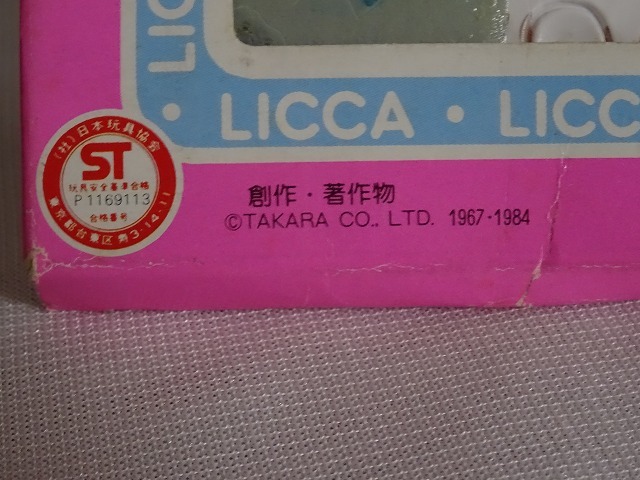 LIC
• LICCA • LICC
(社)日本玩具協会
ST
玩具安全基準合格
P 1169113
合格番号
東京都台東区寿3-14-11
創作・著作物
©TAKARA CO., LTD. 1967-1984